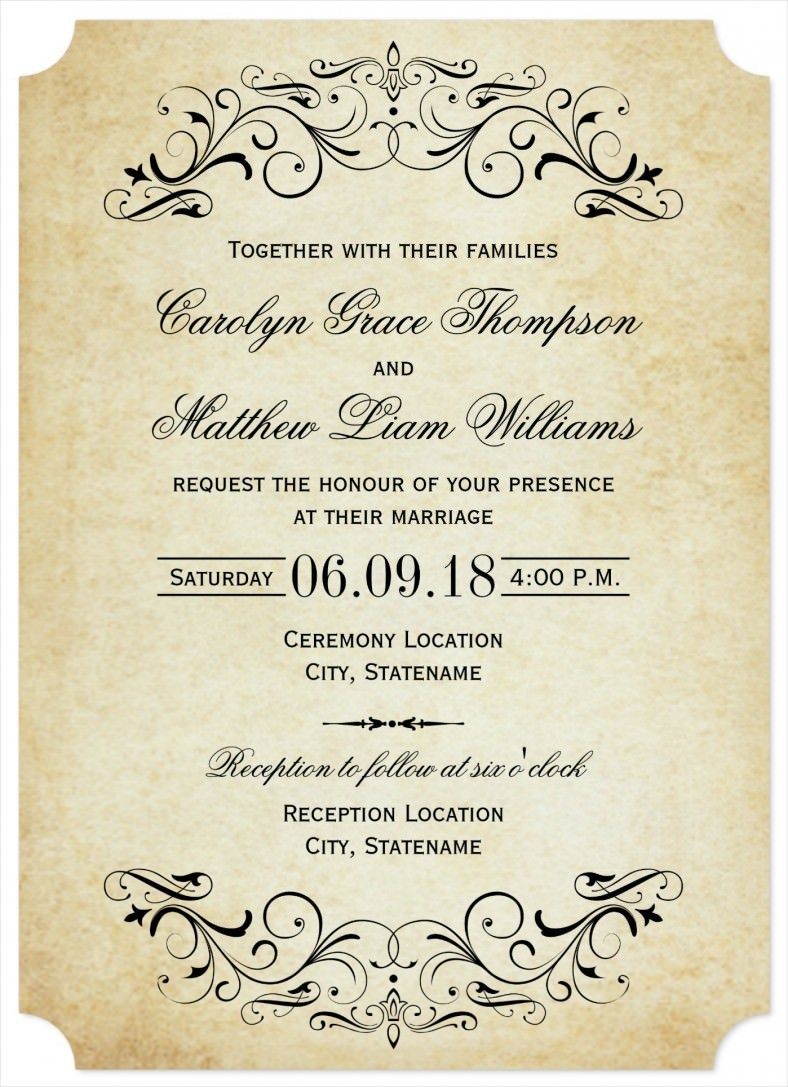 Together with their families
Carolyn Grace Thompson
and
Matthew Liam Williams
request the honour of your presence
at their marriage
Saturday 06.09.18 4:00 P.M.
Ceremony Location
City, Statename
Reception to follow at six o'clock
Reception Location
City, Statename